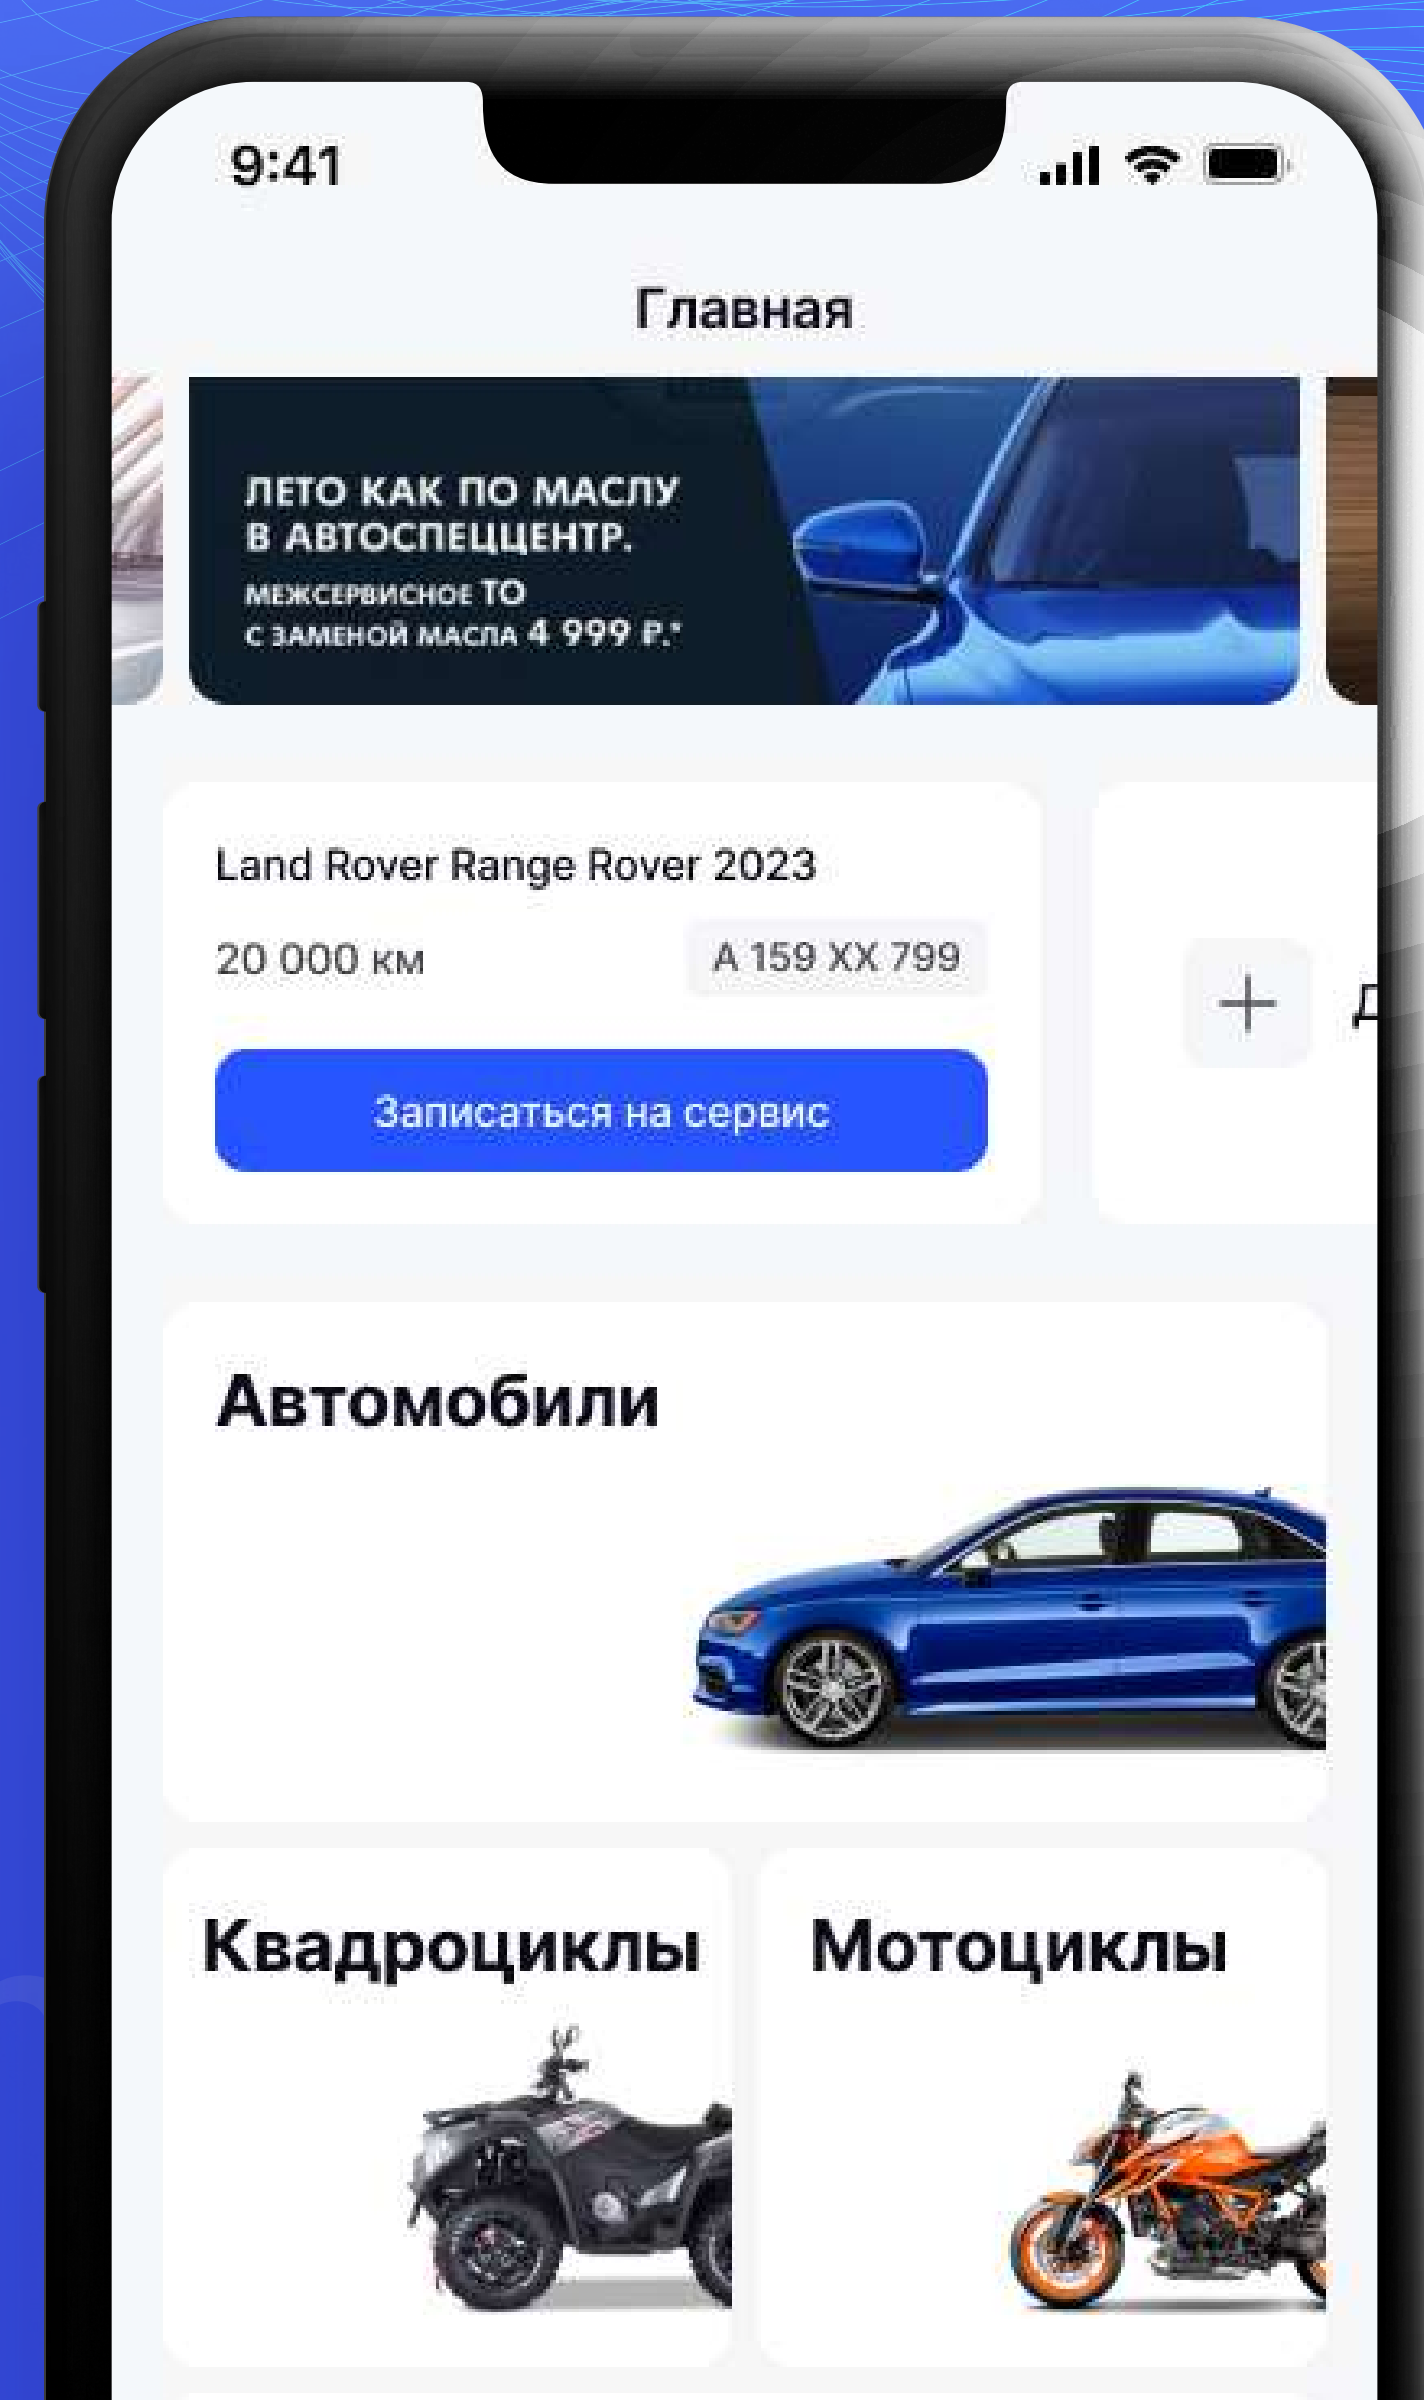 9:41
Главная
ЛЕТО КАК ПО МАСЛУ
В АВТОСПЕЦЦЕНТР.
МЕЖСЕРВИСНОЕ ТО
С ЗАМЕНОЙ МАСЛА 4 999 ₽.*
Land Rover Range Rover 2023
20 000 км
А 159 ХХ 799
Записаться на сервис
Автомобили
Квадроциклы
Мотоциклы